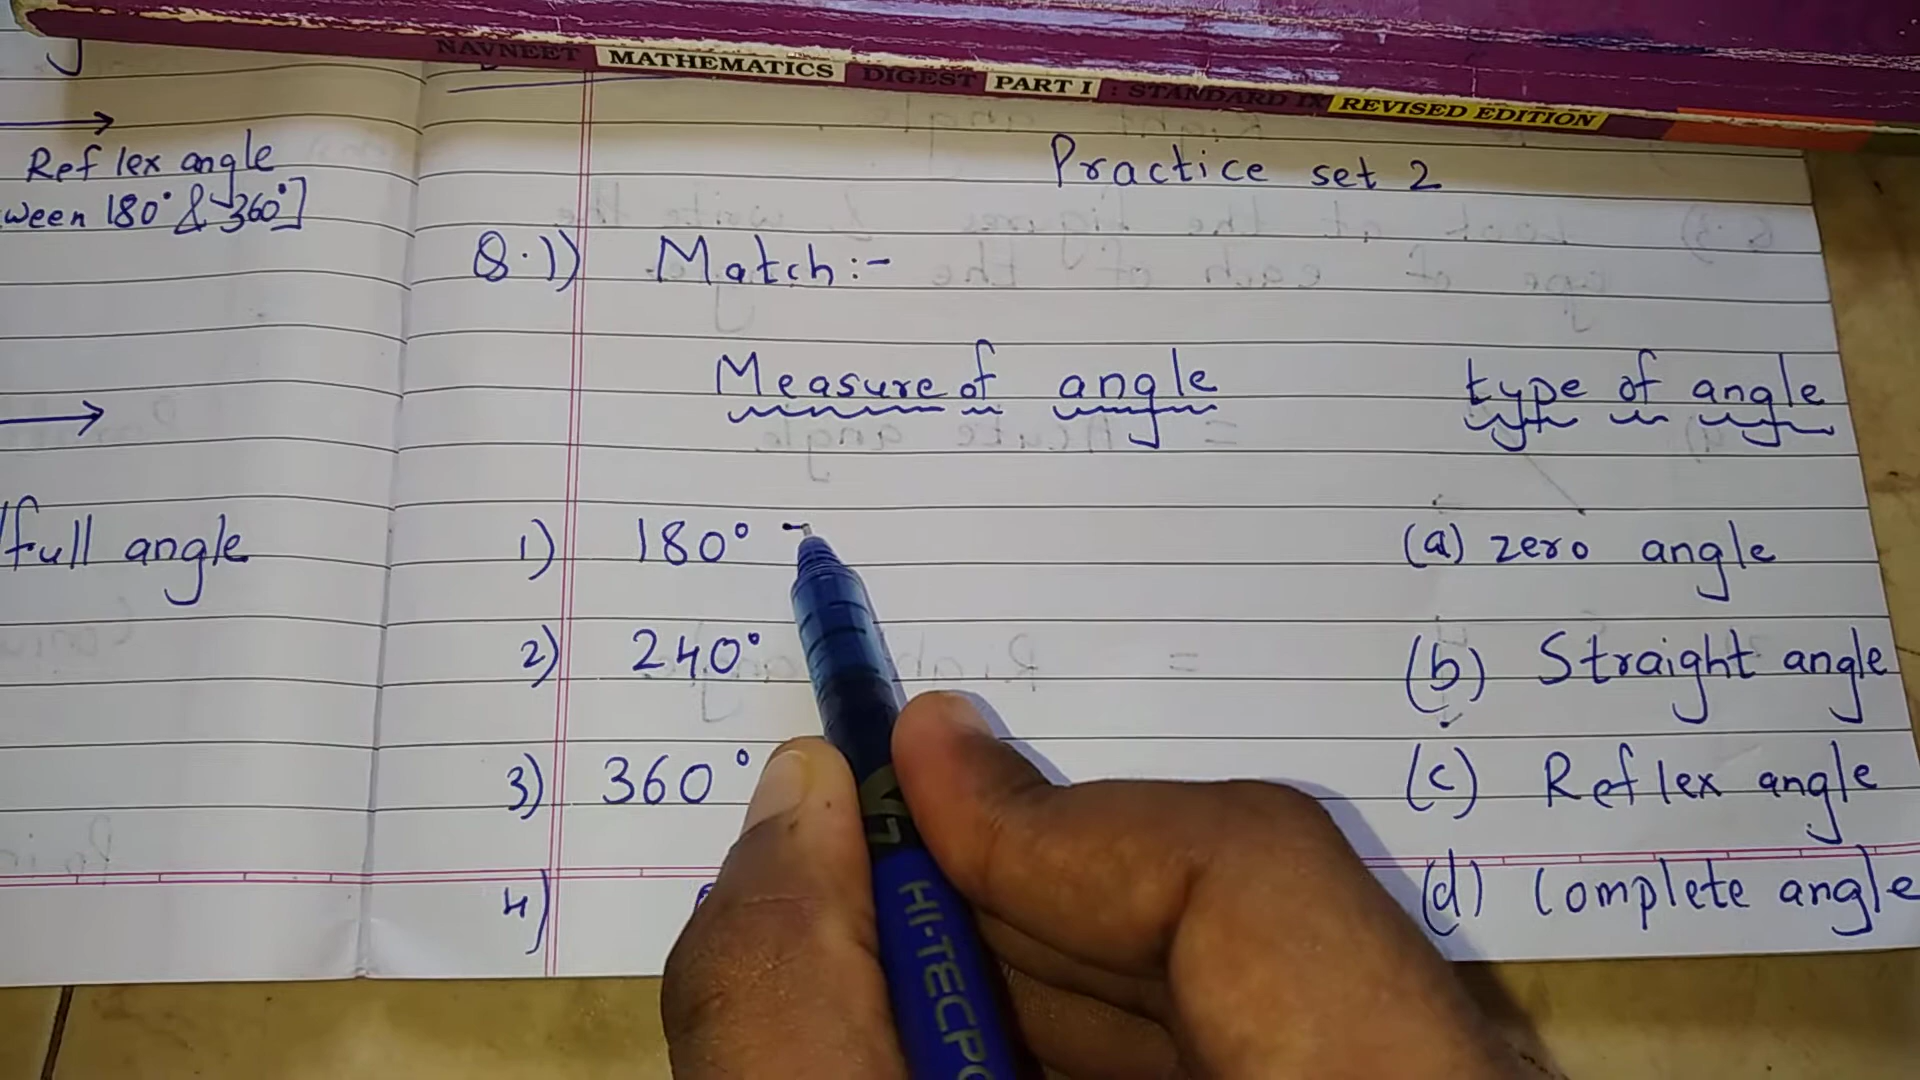 NAVNEET MATHEMATICS DIGEST PART I : STANDARD IX REVISED EDITION
Reflex angle
ween 180° & 360°]
full angle
Practice set 2
Q.1) Match:-
Measure of angle type of angle
1) 180° - (a) zero angle
2) 240° (b) Straight angle
3) 360° (c) Reflex angle
4) (d) Complete angle
HI-TECPO
V7